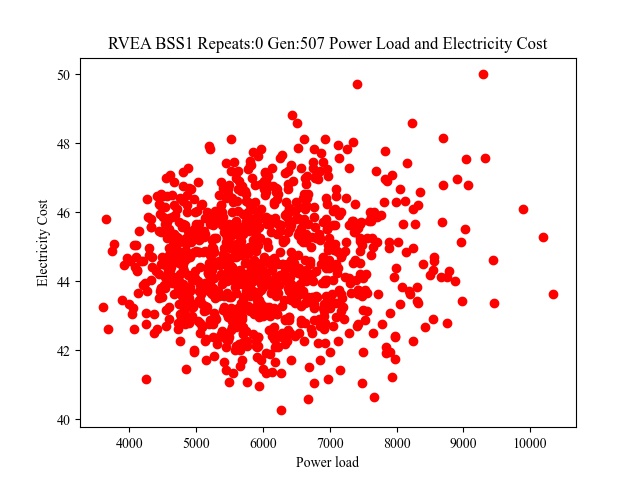 RVEA BSS1 Repeats:0 Gen:507 Power Load and Electricity Cost
50
48
46
44
42
40
Electricity Cost
4000 5000 6000 7000 8000 9000 10000
Power load